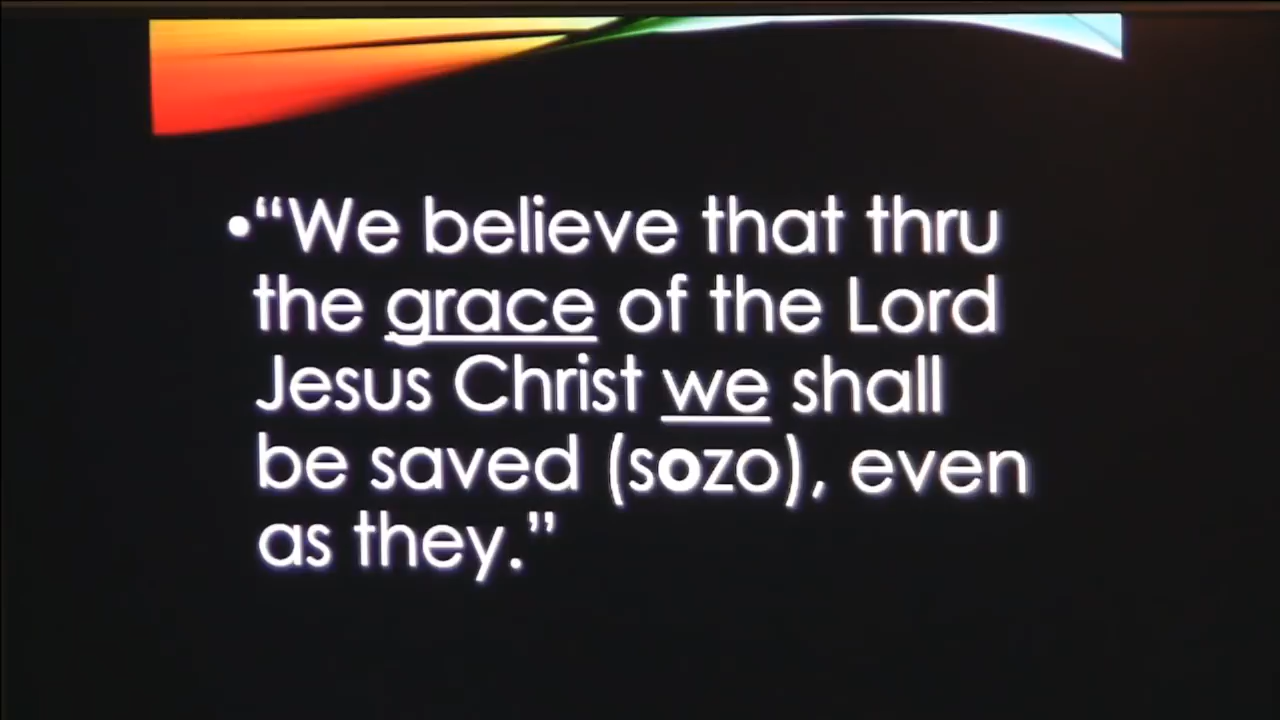 •“We believe that thru
the grace of the Lord
Jesus Christ we shall
be saved (sozo), even
as they.”